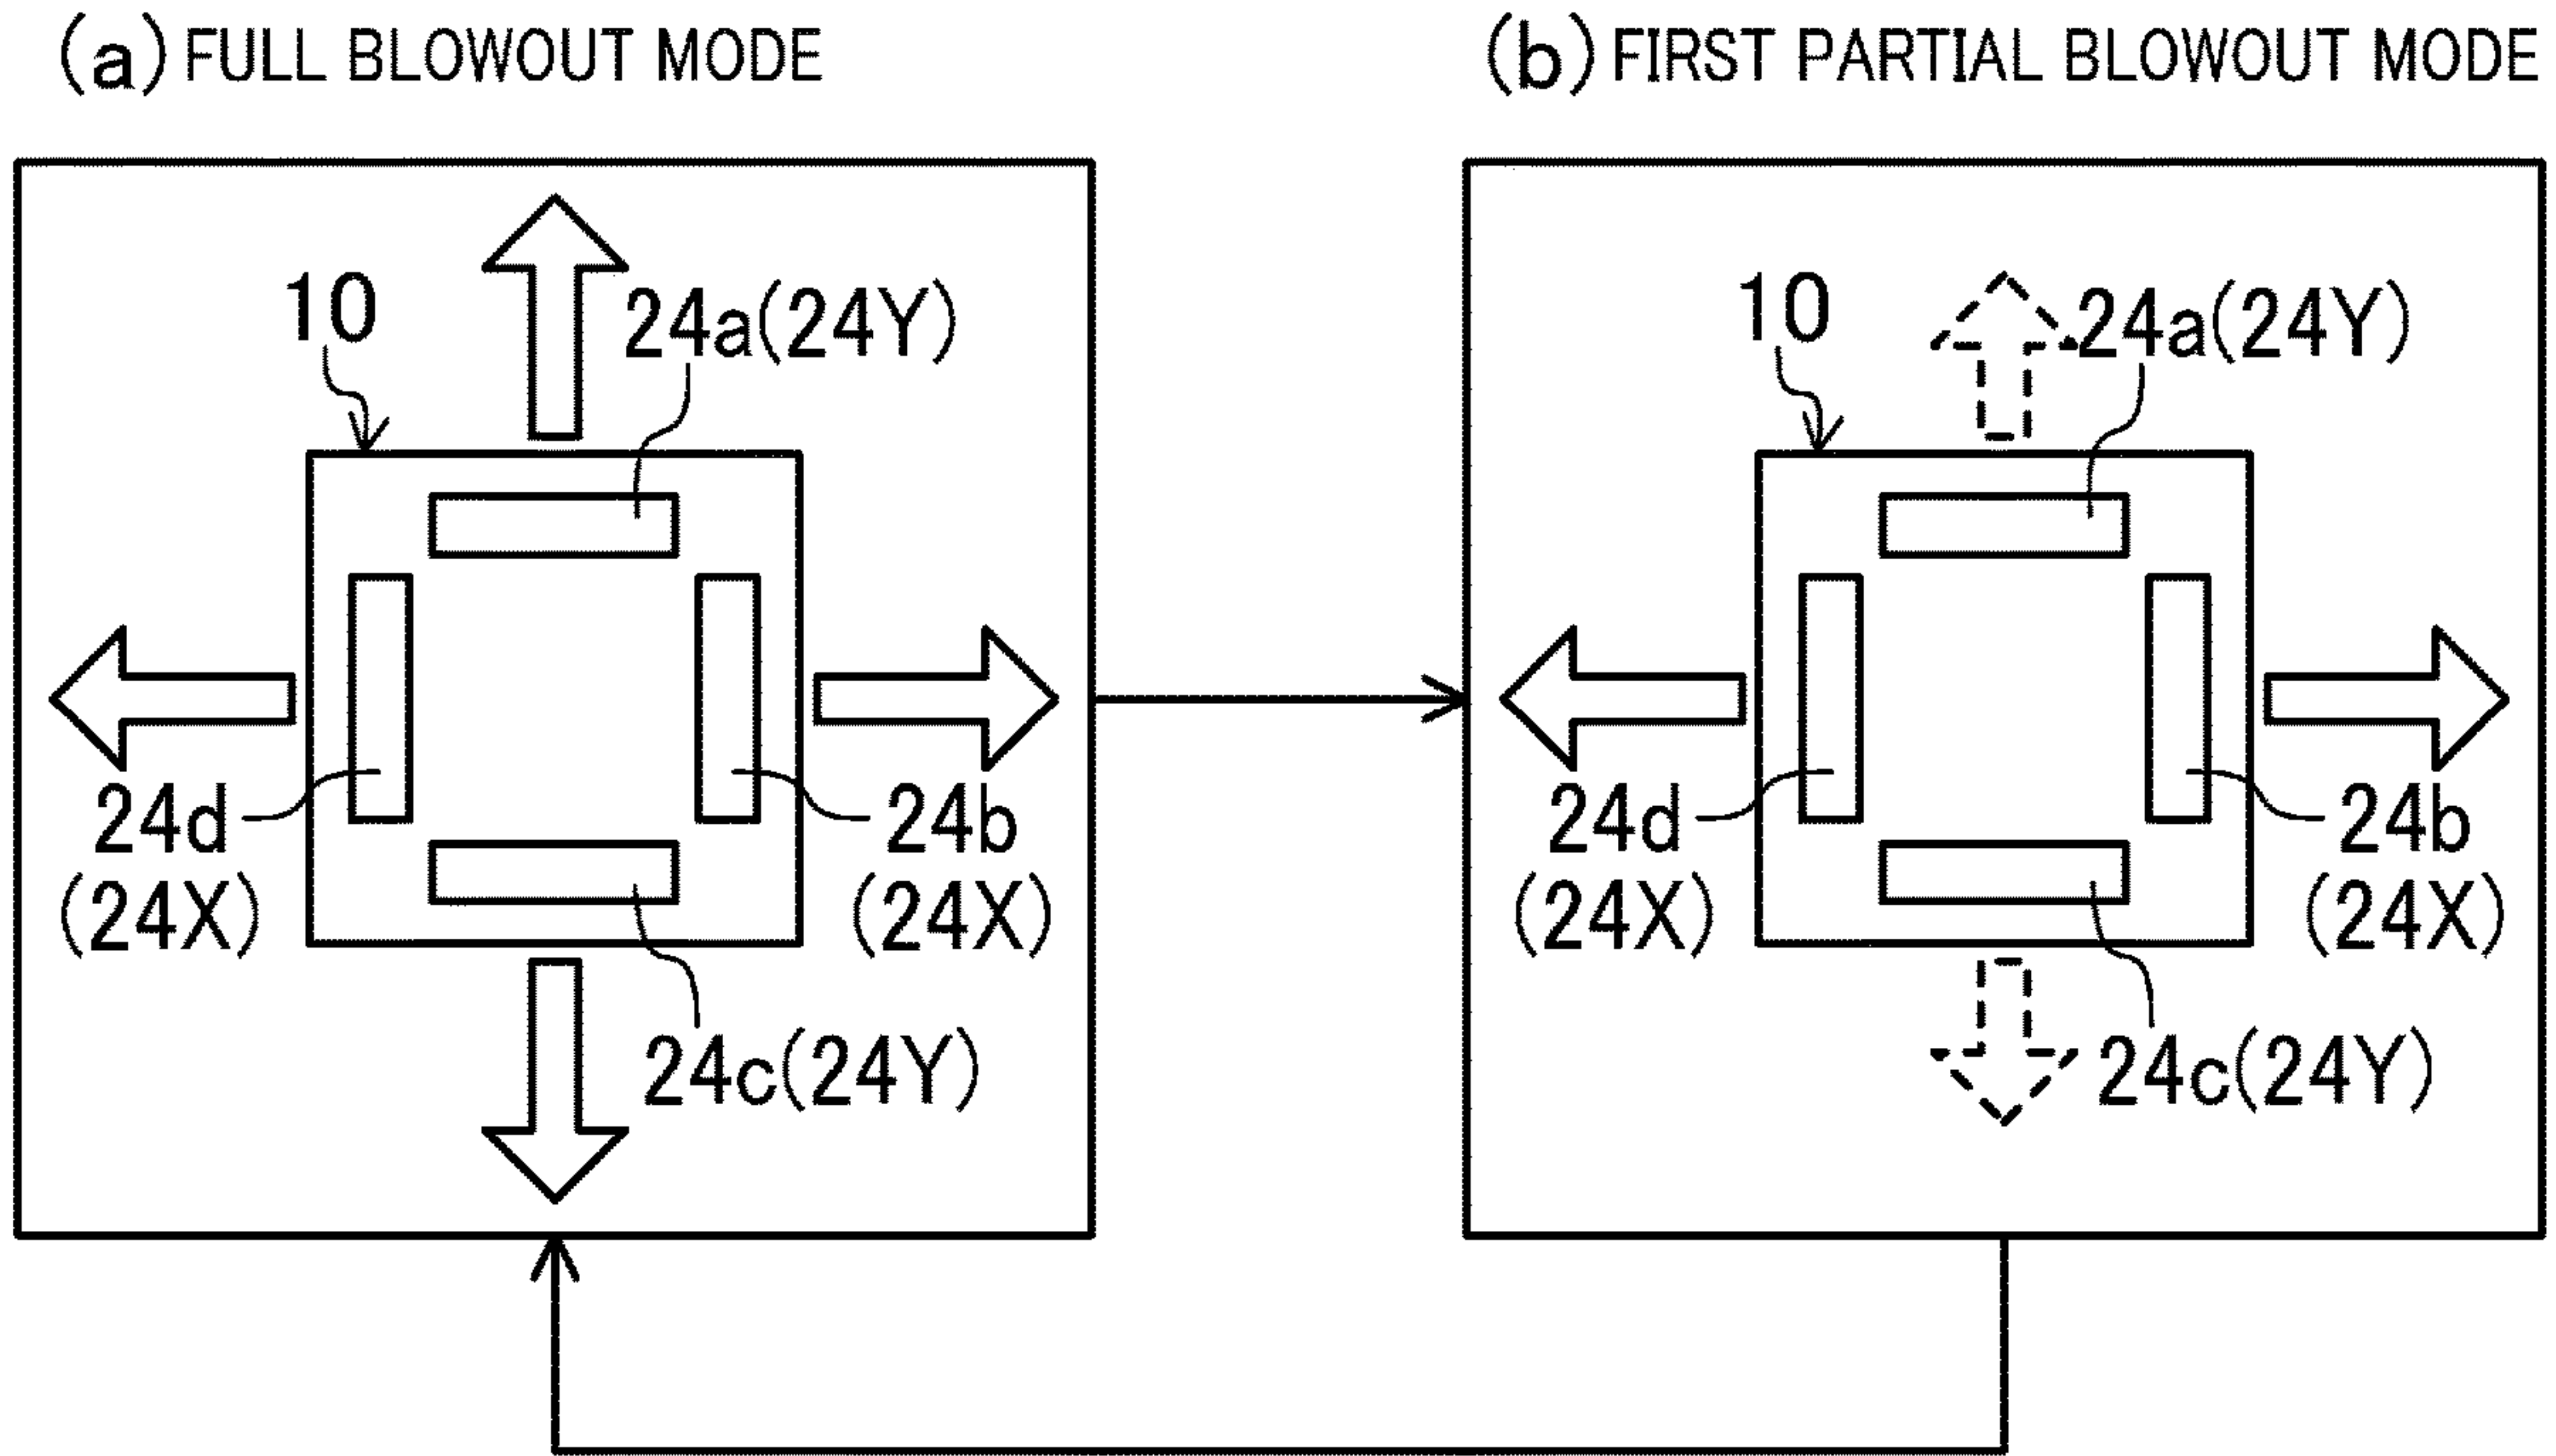 (a) FULL BLOWOUT MODE
10
24a(24Y)
24d
(24X)
24b
(24X)
24c(24Y)
(b) FIRST PARTIAL BLOWOUT MODE
10
24a(24Y)
24d
(24X)
24b
(24X)
24c(24Y)